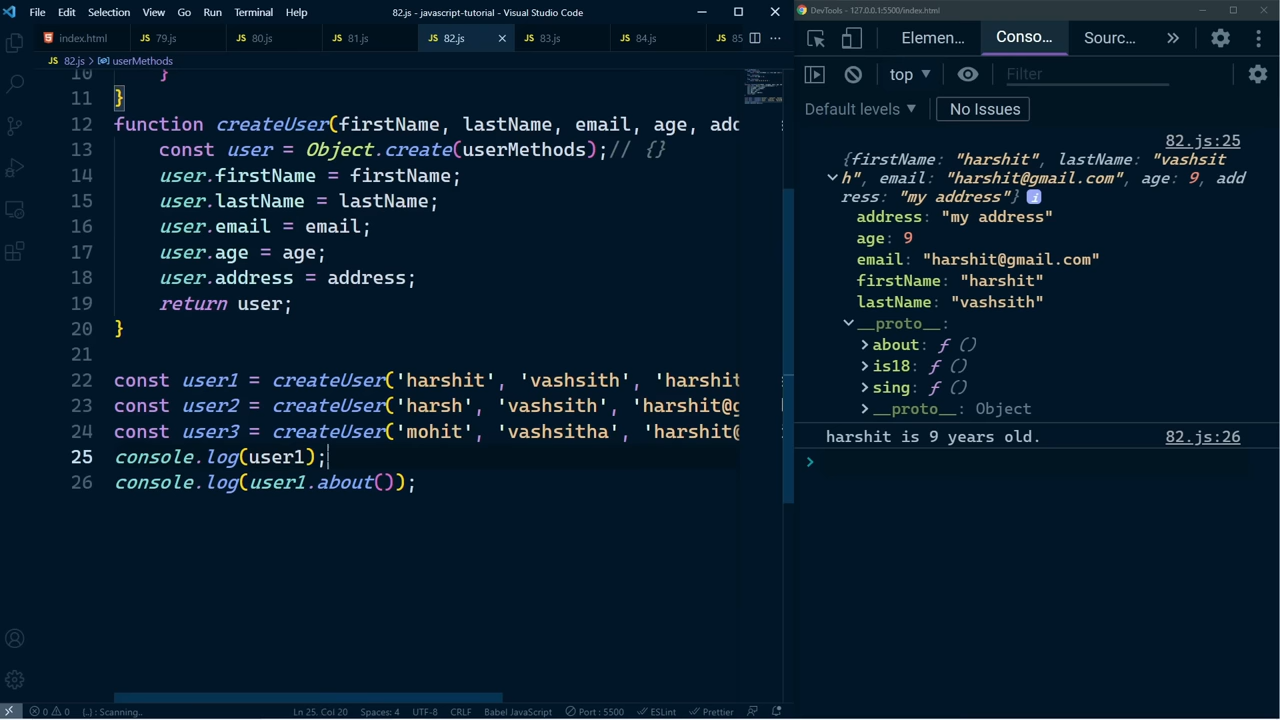 File Edit Selection View Go Run Terminal Help 82.js - javascript-tutorial - Visual Studio Code
index.html 79.js 80.js 81.js 82.js 83.js 84.js 85
82.js > userMethods
10 }
11 }
12 function createUser(firstName, lastName, email, age, add
13 const user = Object.create(userMethods);// {}
14 user.firstName = firstName;
15 user.lastName = lastName;
16 user.email = email;
17 user.age = age;
18 user.address = address;
19 return user;
20 }
21
22 const user1 = createUser('harshit', 'vashsith', 'harshit
23 const user2 = createUser('harsh', 'vashsith', 'harshit@g
24 const user3 = createUser('mohit', 'vashsitha', 'harshit@
25 console.log(user1);
26 console.log(user1.about());
0 0 {..} : Scanning.. Ln 25, Col 20 Spaces: 4 UTF-8 CRLF Babel JavaScript Port : 5500 ESLint Prettier
DevTools - 127.0.0.1:5500/index.html
Elemen... Conso... Sourc... »
top Filter
Default levels No Issues
82.js:25
{firstName: "harshit", lastName: "vashsit
h", email: "harshit@gmail.com", age: 9, add
ress: "my address"} i
address: "my address"
age: 9
email: "harshit@gmail.com"
firstName: "harshit"
lastName: "vashsith"
__proto__:
about: ƒ ()
is18: ƒ ()
sing: ƒ ()
__proto__: Object
harshit is 9 years old. 82.js:26